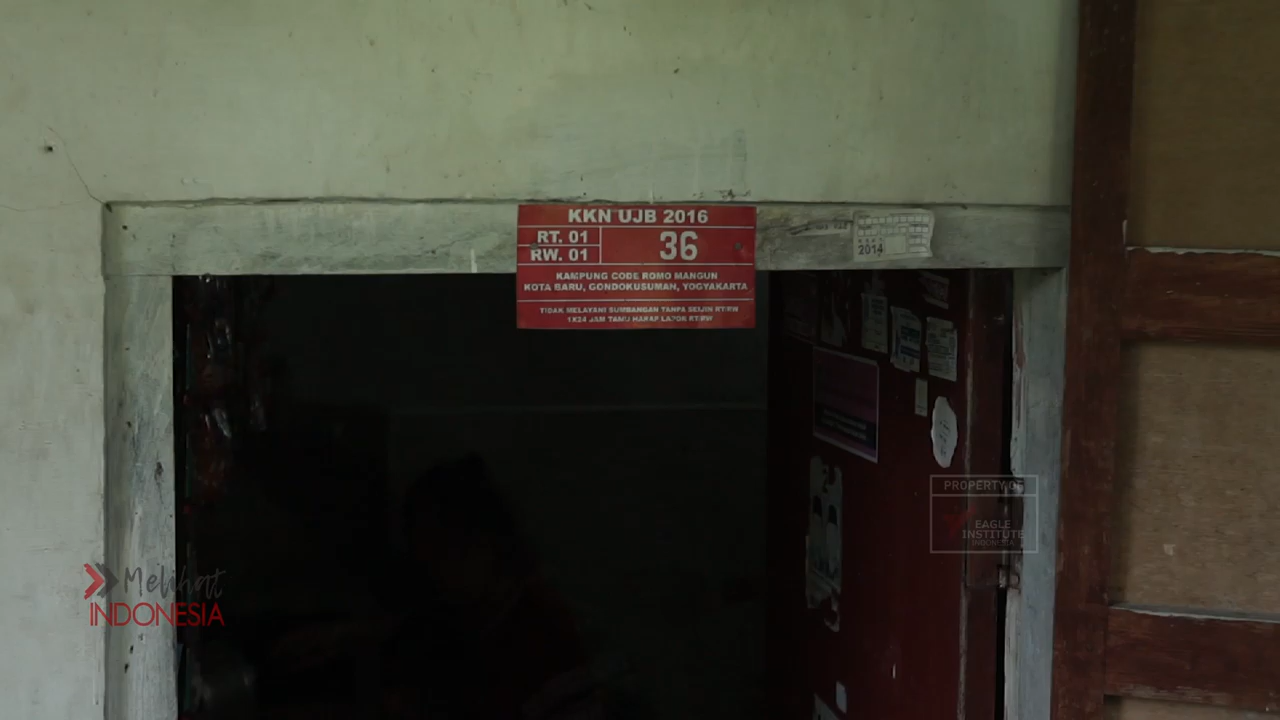 KKN UJB 2016
RT. 01
RW. 01
36
KAMPUNG CODE ROMO MANGUN
KOTA BARU, GONDOKUSUMAN, YOGYAKARTA
TIDAK MELAYANI SUMBANGAN TANPA SEIJIN RT/RW
1X24 JAM TAMU HARAP LAPOR RT/RW
2014
PROPERTY OF
EAGLE
INSTITUTE
INDONESIA
Melihat
INDONESIA